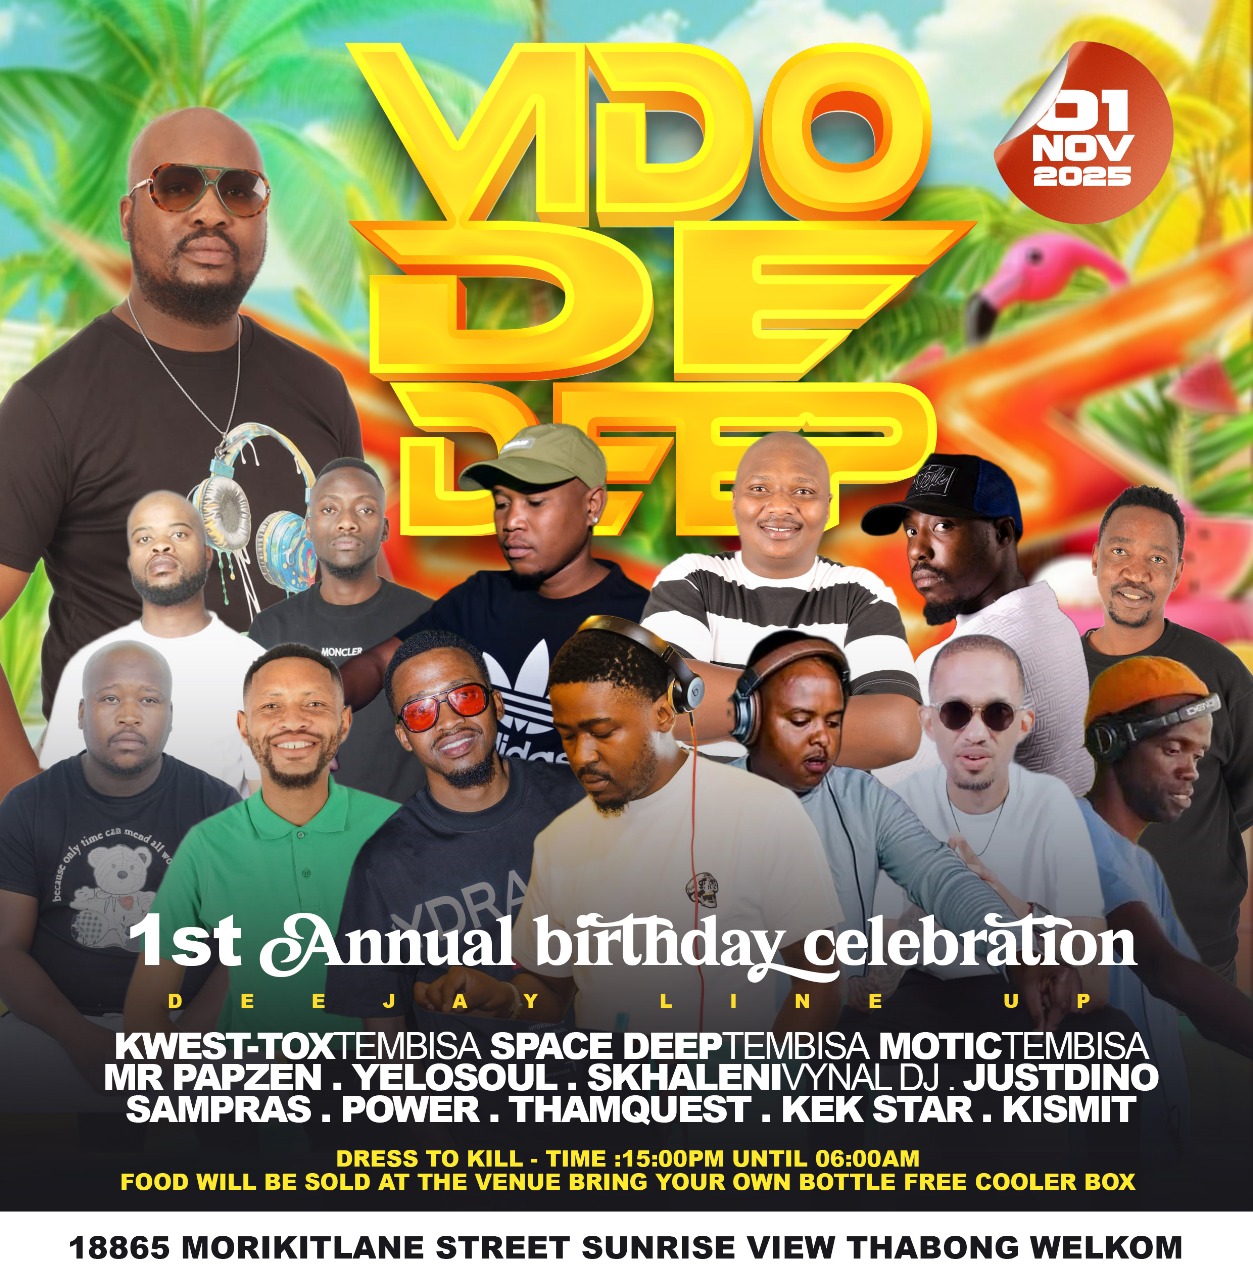 VIDO
DE
DEEP
01
NOV
2025
MONCLER
adidas
because only time can mend all
YDRA
1st Annual birthday celebration
DEEJAY LINE UP
KWEST-TOXTEMBISA SPACE DEEPTEMBISA MOTICTEMBISA
MR PAPZEN . YELOSOUL . SKHALENIVYNAL DJ . JUSTDINO
SAMPRAS . POWER . THAMQUEST . KEK STAR . KISMIT
DRESS TO KILL - TIME :15:00PM UNTIL 06:00AM
FOOD WILL BE SOLD AT THE VENUE BRING YOUR OWN BOTTLE FREE COOLER BOX
18865 MORIKITLANE STREET SUNRISE VIEW THABONG WELKOM